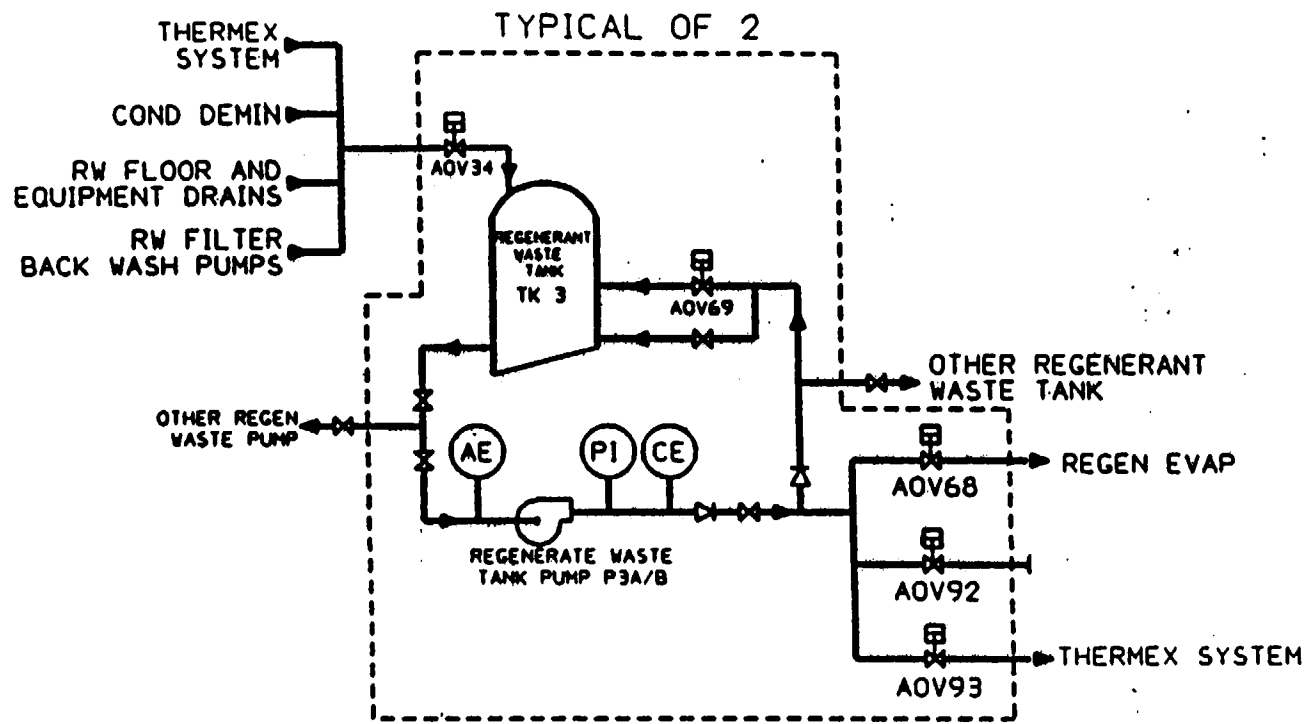 TYPICAL OF 2
THERMEX
SYSTEM
COND DEMIN
RW FLOOR AND
EQUIPMENT DRAINS
RW FILTER
BACK WASH PUMPS
AOV34
REGENERANT
WASTE
TANK
TK 3
AOV69
OTHER REGENERANT
WASTE TANK
OTHER REGEN
WASTE PUMP
AE
PI
CE
REGENERATE WASTE
TANK PUMP P3A/B
AOV68
REGEN EVAP
AOV92
AOV93
THERMEX SYSTEM